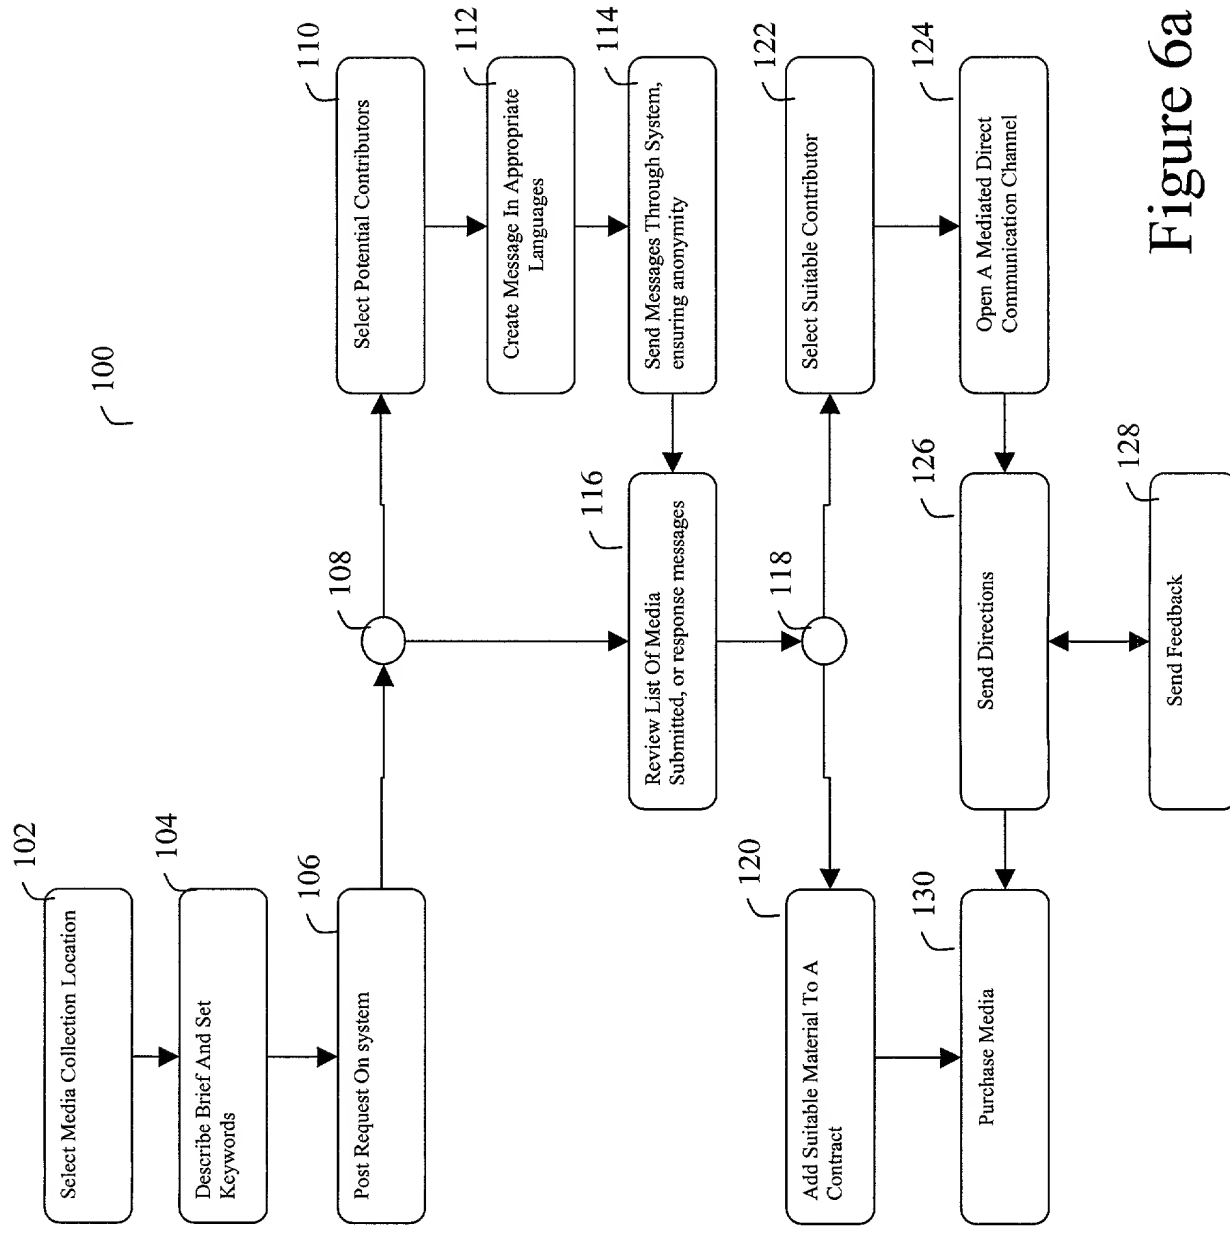 100
102
Select Media Collection Location
104
Describe Brief And Set
Keywords
106
Post Request On system
108
110
Select Potential Contributors
112
Create Message In Appropriate
Languages
114
Send Messages Through System,
ensuring anonymity
116
Review List Of Media
Submitted, or response messages
118
120
Add Suitable Material To A
Contract
122
Select Suitable Contributor
124
Open A Mediated Direct
Communication Channel
126
Send Directions
128
Send Feedback
130
Purchase Media
Figure 6a